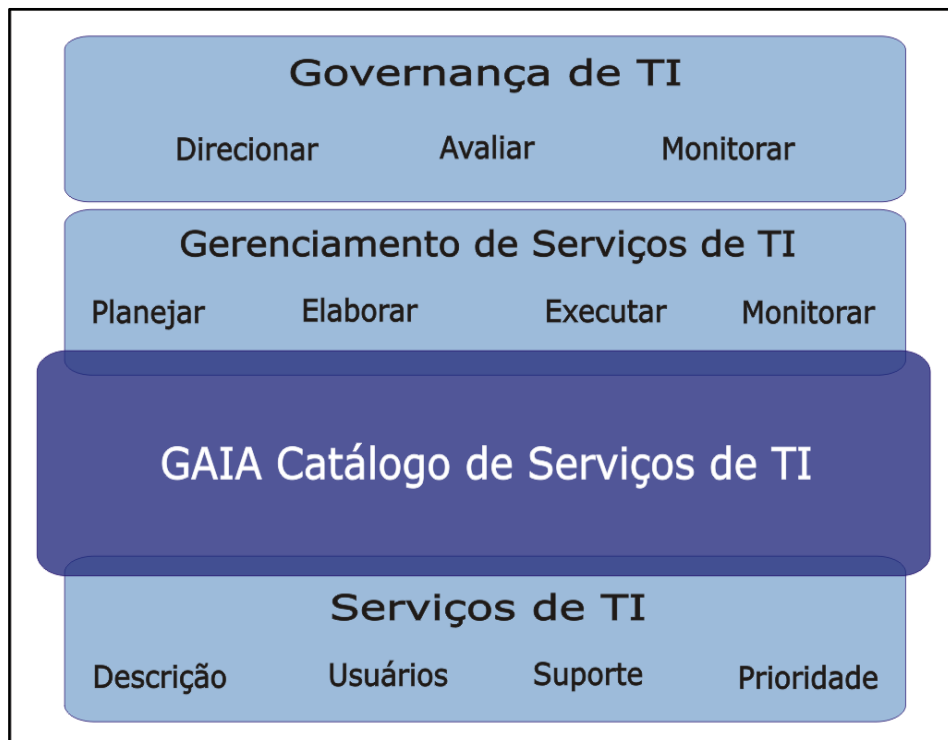 Governança de TI
Direcionar Avaliar Monitorar
Gerenciamento de Serviços de TI
Planejar Elaborar Executar Monitorar
GAIA Catálogo de Serviços de TI
Serviços de TI
Descrição Usuários Suporte Prioridade